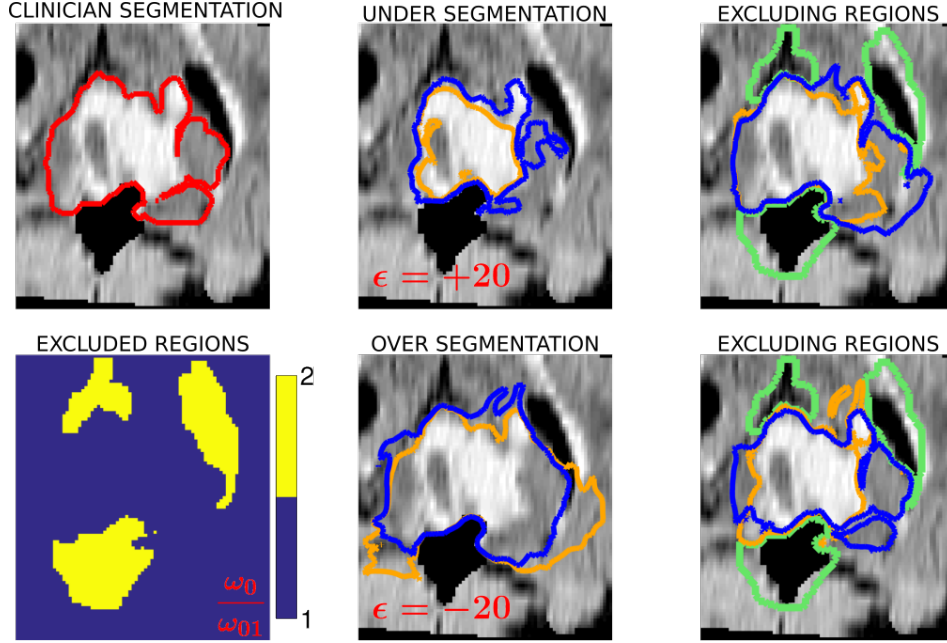 CLINICIAN SEGMENTATION
UNDER SEGMENTATION
EXCLUDING REGIONS
ϵ = +20
EXCLUDED REGIONS
OVER SEGMENTATION
EXCLUDING REGIONS
2
1
ω₀
ω₀₁
ϵ = −20